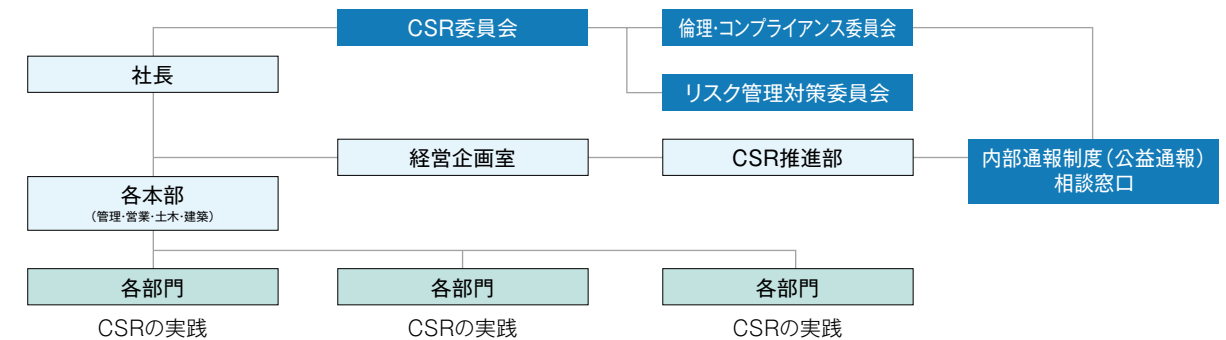 CSR委員会
倫理・コンプライアンス委員会
社長
リスク管理対策委員会
経営企画室
CSR推進部
内部通報制度（公益通報）
相談窓口
各本部
（管理・営業・土木・建築）
各部門
各部門
各部門
CSRの実践
CSRの実践
CSRの実践